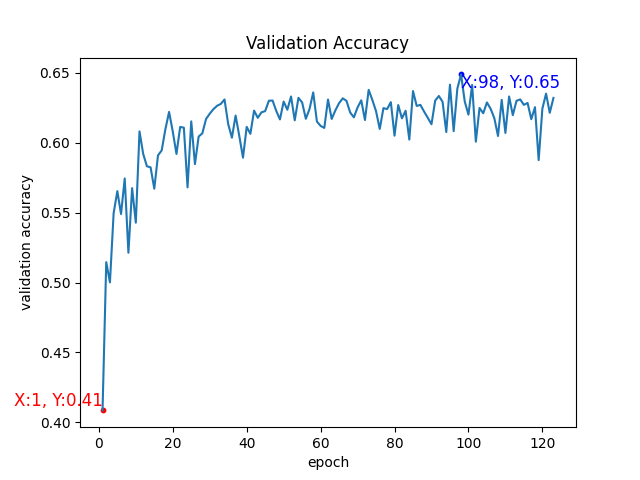 Validation Accuracy
X:98, Y:0.65
X:1, Y:0.41
validation accuracy
0.65
0.60
0.55
0.50
0.45
0.40
0 20 40 60 80 100 120
epoch